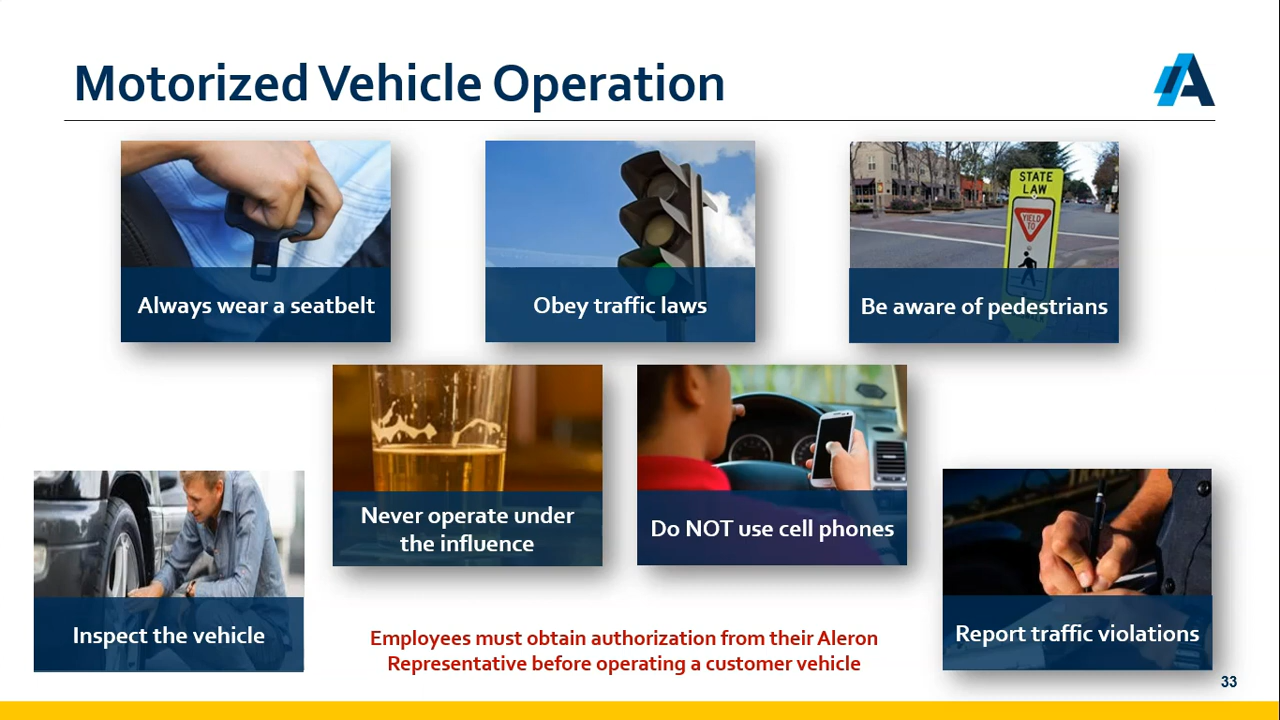 Motorized Vehicle Operation
Always wear a seatbelt
Obey traffic laws
STATE
LAW
YIELD
TO
Be aware of pedestrians
Never operate under
the influence
Do NOT use cell phones
Inspect the vehicle
Report traffic violations
Employees must obtain authorization from their Aleron
Representative before operating a customer vehicle
33